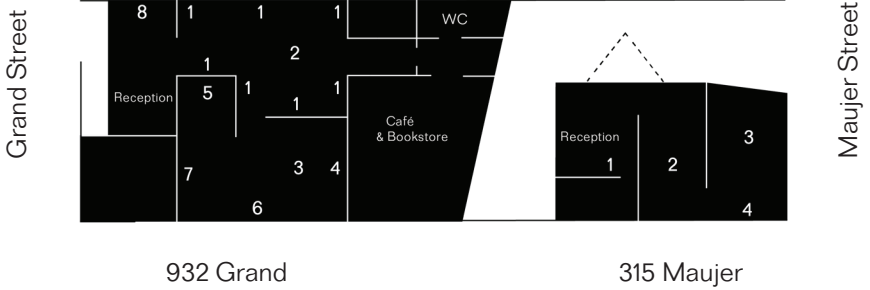 Grand Street
8 1 1 1
WC
2
1
5 1 1
Reception
1
Café
& Bookstore
7 3 4
6
Reception
1 2 3
4
Maujer Street
932 Grand
315 Maujer